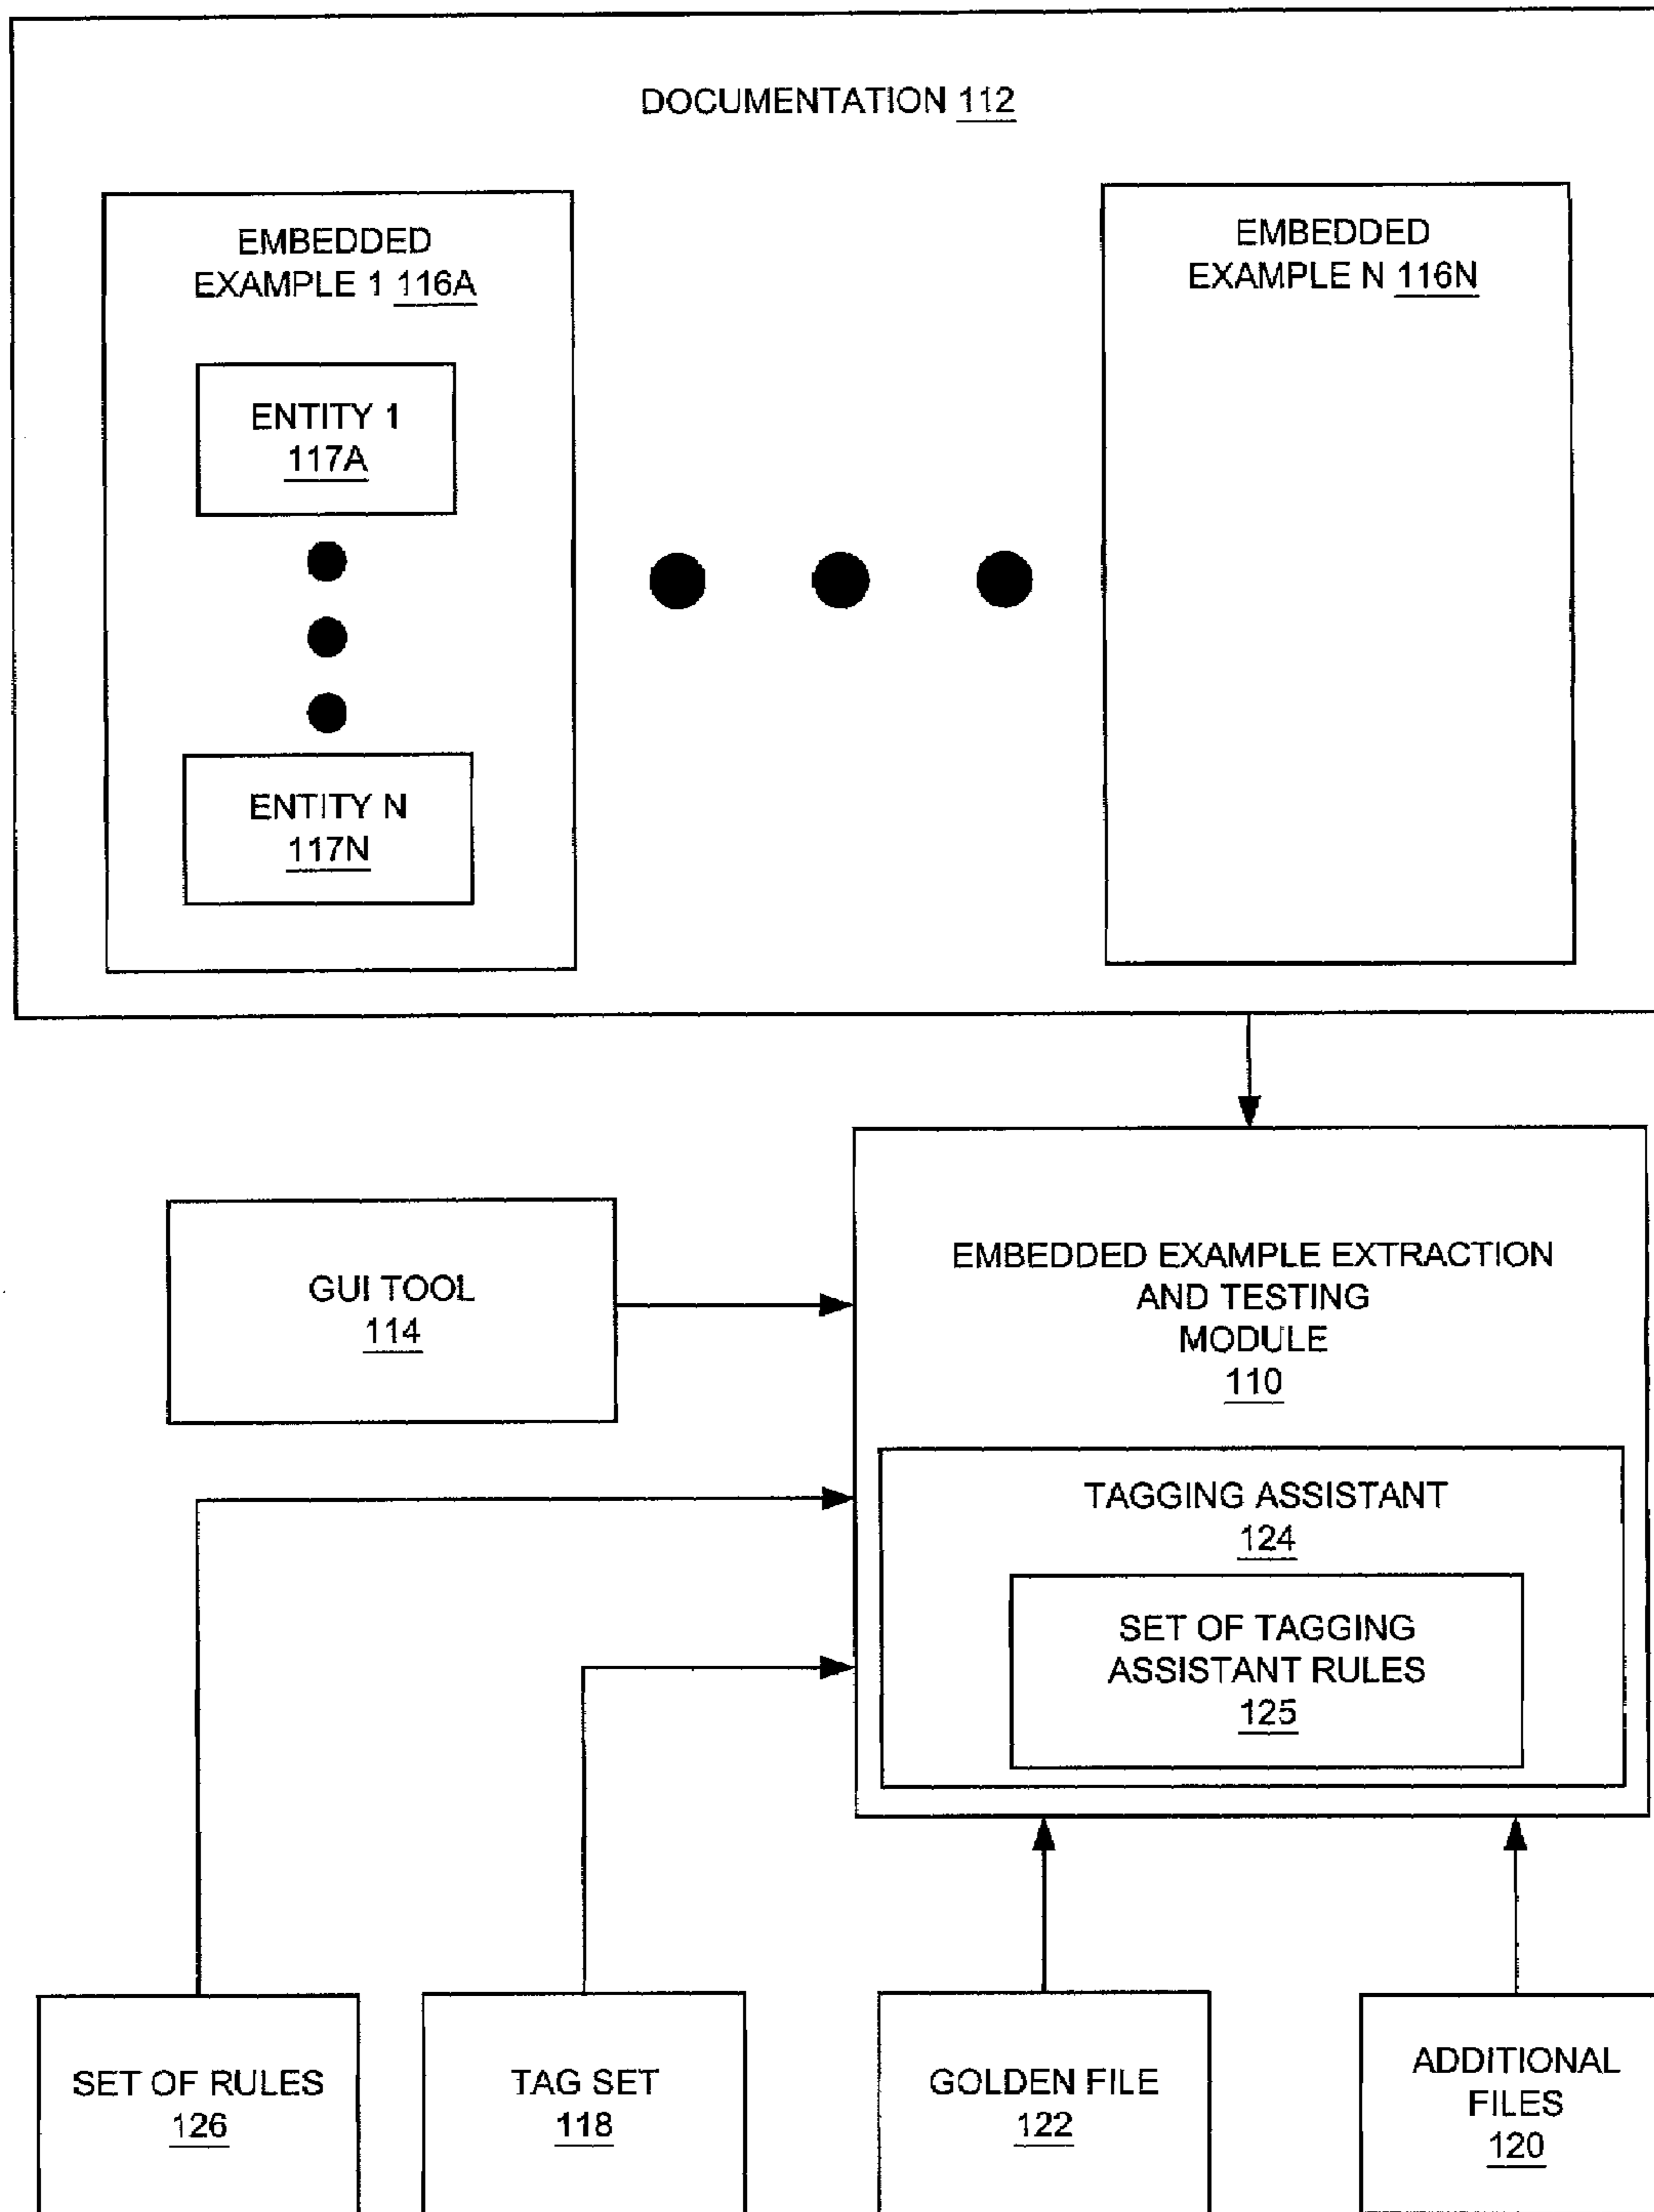 DOCUMENTATION 112
EMBEDDED
EXAMPLE 1 116A
ENTITY 1
117A
ENTITY N
117N
EMBEDDED
EXAMPLE N 116N
GUI TOOL
114
EMBEDDED EXAMPLE EXTRACTION
AND TESTING
MODULE
110
TAGGING ASSISTANT
124
SET OF TAGGING
ASSISTANT RULES
125
SET OF RULES
126
TAG SET
118
GOLDEN FILE
122
ADDITIONAL
FILES
120